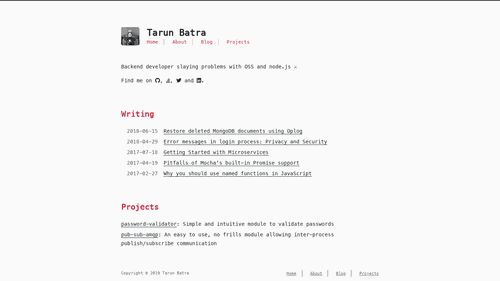 Tarun Batra
Home | About | Blog | Projects
Backend developer slaying problems with OSS and node.js ⚔
Find me on , , and .
Writing
2018-06-15 Restore deleted MongoDB documents using Oplog
2018-04-29 Error messages in login process: Privacy and Security
2017-07-18 Getting Started with Microservices
2017-04-19 Pitfalls of Mocha's built-in Promise support
2017-02-27 Why you should use named functions in JavaScript
Projects
password-validator: Simple and intuitive module to validate passwords
pub-sub-amqp: An easy to use, no frills module allowing inter-process
publish/subscribe communication
Copyright © 2018 Tarun Batra Home | About | Blog | Projects